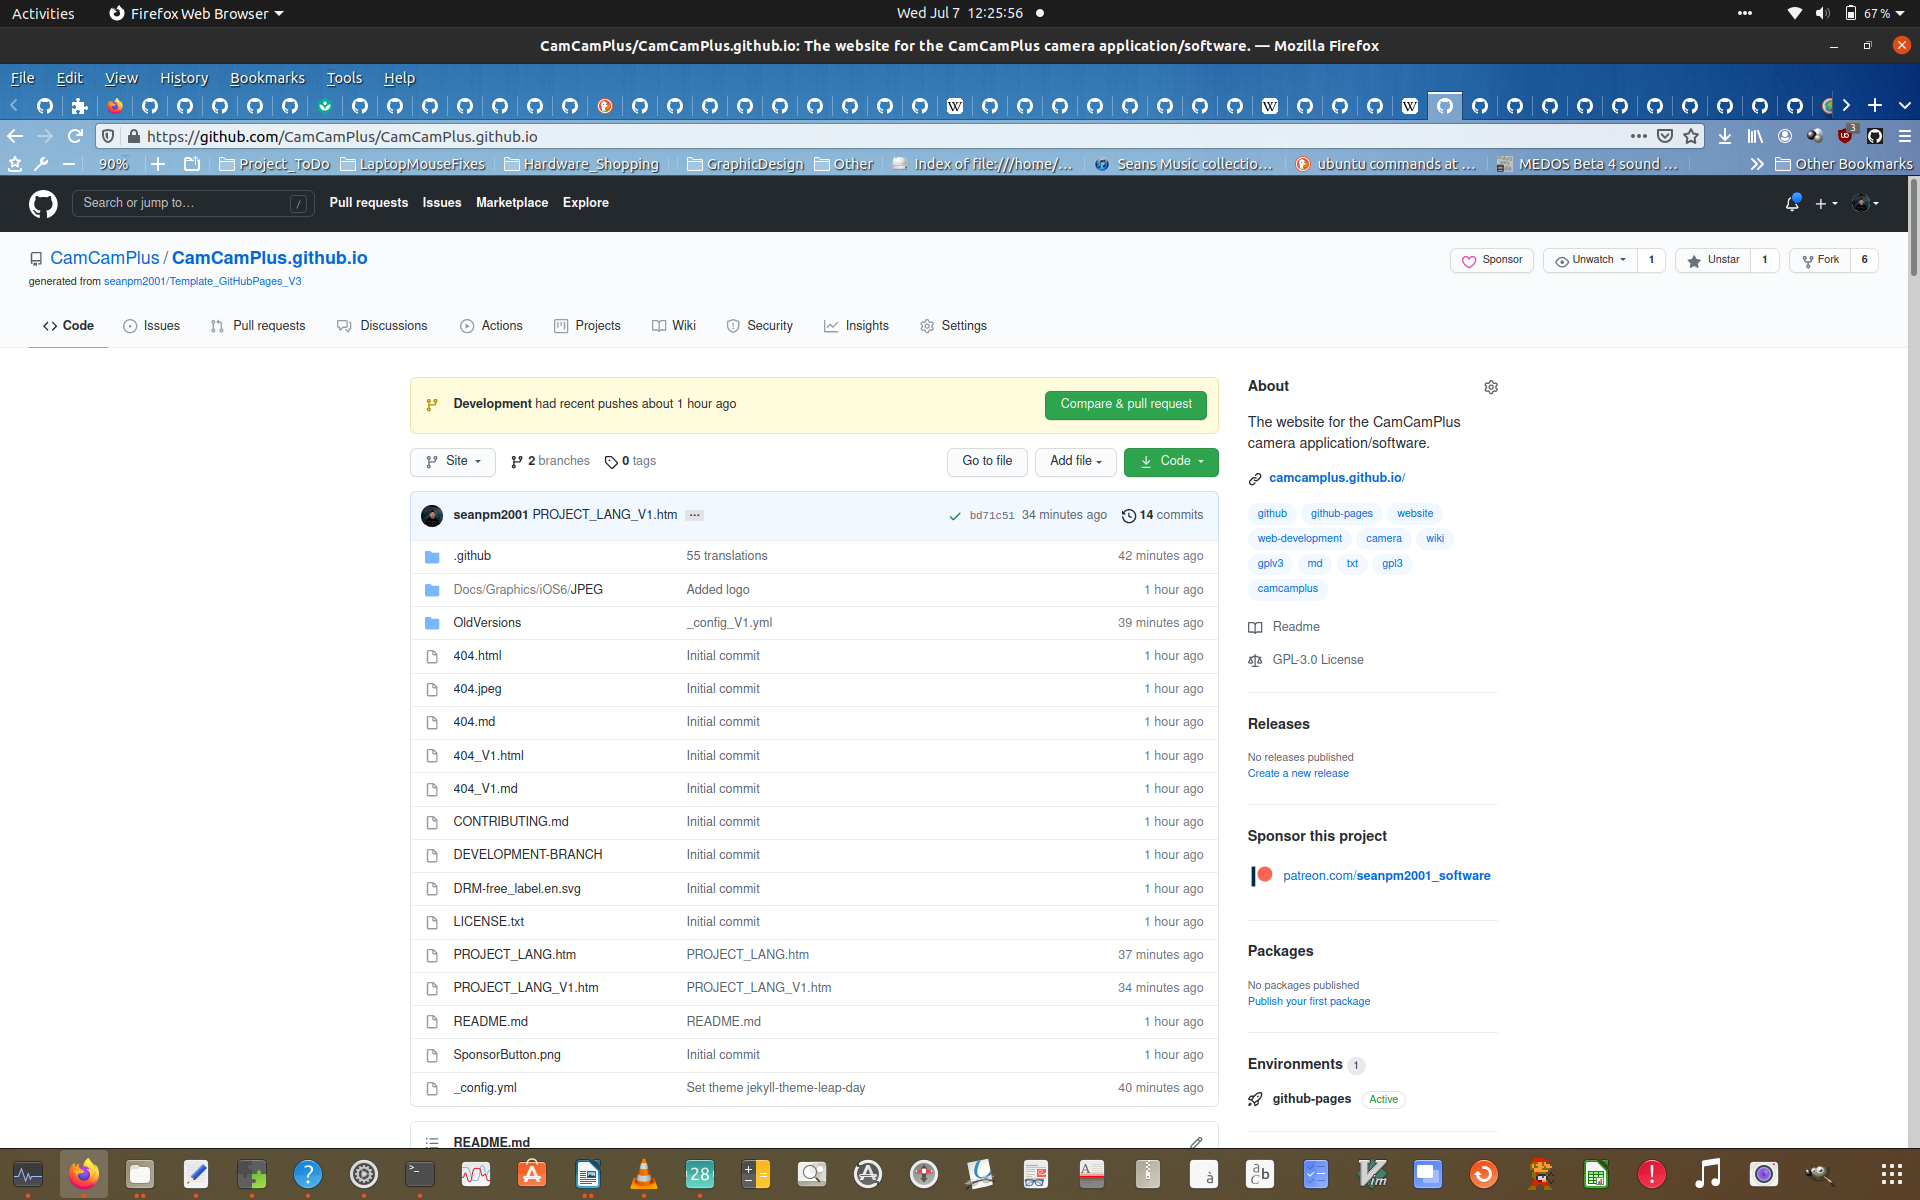 Activities Firefox Web Browser Wed Jul 7 12:25:56 67 %
CamCamPlus/CamCamPlus.github.io: The website for the CamCamPlus camera application/software. — Mozilla Firefox
File Edit View History Bookmarks Tools Help
https://github.com/CamCamPlus/CamCamPlus.github.io 3
90% Project_ToDo LaptopMouseFixes Hardware_Shopping GraphicDesign Other Index of file:///home/... Seans Music collectio... ubuntu commands at ... MEDOS Beta 4 sound ... Other Bookmarks
Search or jump to... / Pull requests Issues Marketplace Explore
CamCamPlus / CamCamPlus.github.io Sponsor Unwatch 1 Unstar 1 Fork 6
generated from seanpm2001/Template_GitHubPages_V3
Code Issues Pull requests Discussions Actions Projects Wiki Security Insights Settings
Development had recent pushes about 1 hour ago Compare & pull request
Site 2 branches 0 tags Go to file Add file Code
seanpm2001 PROJECT_LANG_V1.htm ... bd71c51 34 minutes ago 14 commits
.github 55 translations 42 minutes ago
Docs/Graphics/iOS6/JPEG Added logo 1 hour ago
OldVersions _config_V1.yml 39 minutes ago
404.html Initial commit 1 hour ago
404.jpeg Initial commit 1 hour ago
404.md Initial commit 1 hour ago
404_V1.html Initial commit 1 hour ago
404_V1.md Initial commit 1 hour ago
CONTRIBUTING.md Initial commit 1 hour ago
DEVELOPMENT-BRANCH Initial commit 1 hour ago
DRM-free_label.en.svg Initial commit 1 hour ago
LICENSE.txt Initial commit 1 hour ago
PROJECT_LANG.htm PROJECT_LANG.htm 37 minutes ago
PROJECT_LANG_V1.htm PROJECT_LANG_V1.htm 34 minutes ago
README.md README.md 1 hour ago
SponsorButton.png Initial commit 1 hour ago
_config.yml Set theme jekyll-theme-leap-day 40 minutes ago
README.md
About
The website for the CamCamPlus
camera application/software.
camcamplus.github.io/
github github-pages website
web-development camera wiki
gplv3 md txt gpl3
camcamplus
Readme
GPL-3.0 License
Releases
No releases published
Create a new release
Sponsor this project
patreon.com/seanpm2001_software
Packages
No packages published
Publish your first package
Environments 1
github-pages Active
28